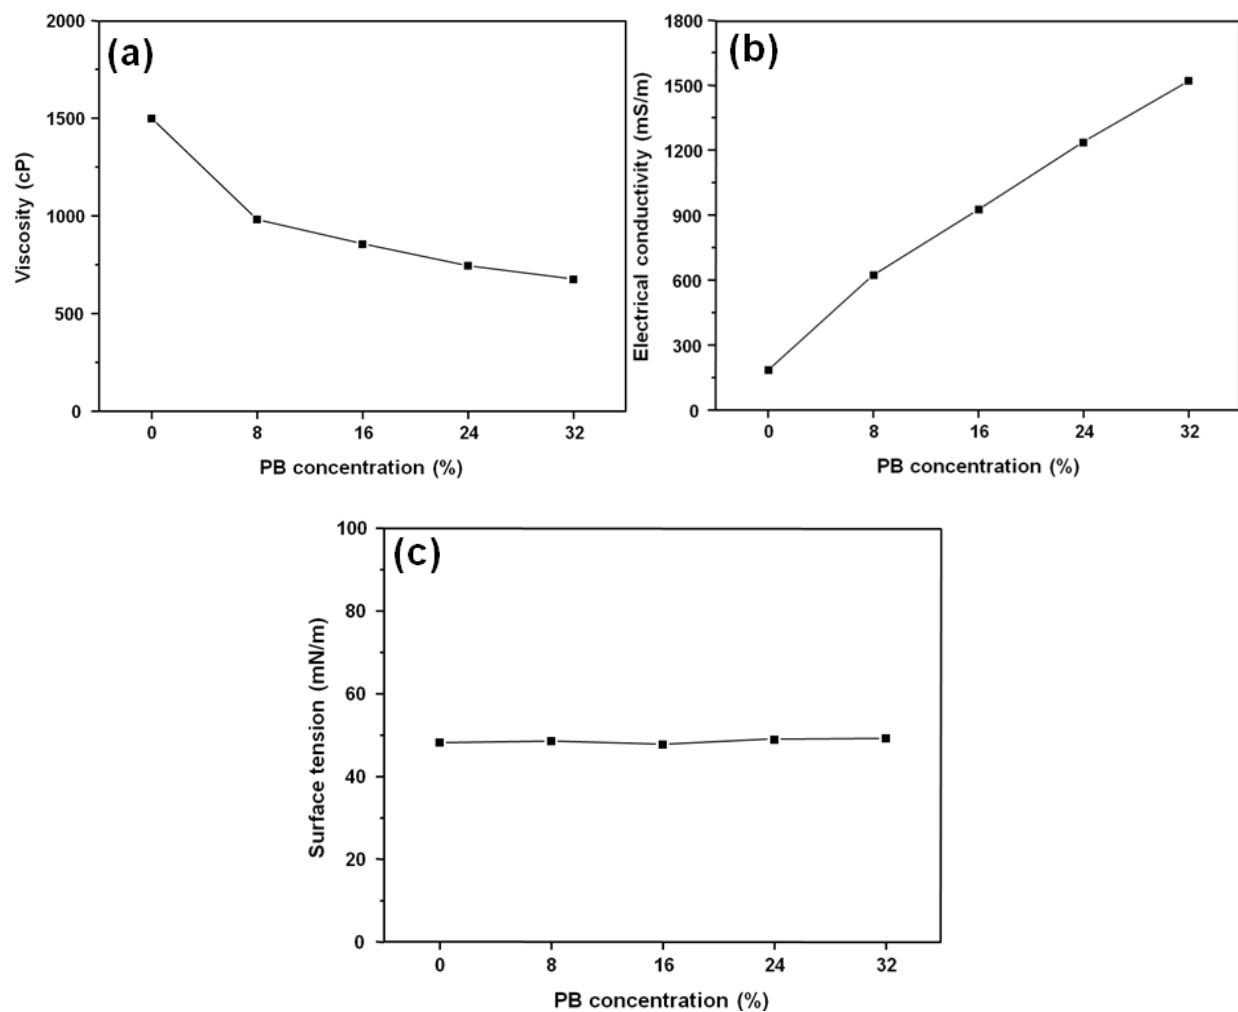 (a)
Viscosity (cP)
2000
1500
1000
500
0
0 8 16 24 32
PB concentration (%)
(b)
Electrical conductivity (mS/m)
1800
1500
1200
900
600
300
0
0 8 16 24 32
PB concentration (%)
(c)
Surface tension (mN/m)
100
80
60
40
20
0
0 8 16 24 32
PB concentration (%)